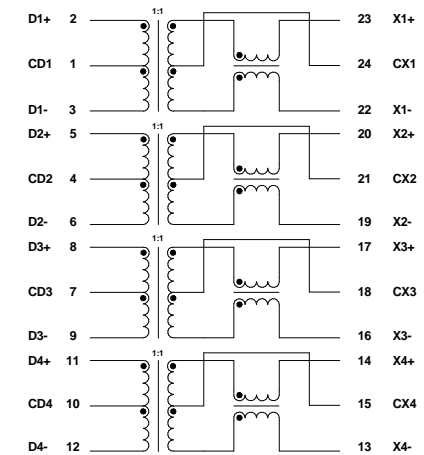 1:1
D1+ 2 23 X1+
CD1 1 24 CX1
D1- 3 22 X1-
1:1
D2+ 5 20 X2+
CD2 4 21 CX2
D2- 6 19 X2-
1:1
D3+ 8 17 X3+
CD3 7 18 CX3
D3- 9 16 X3-
1:1
D4+ 11 14 X4+
CD4 10 15 CX4
D4- 12 13 X4-